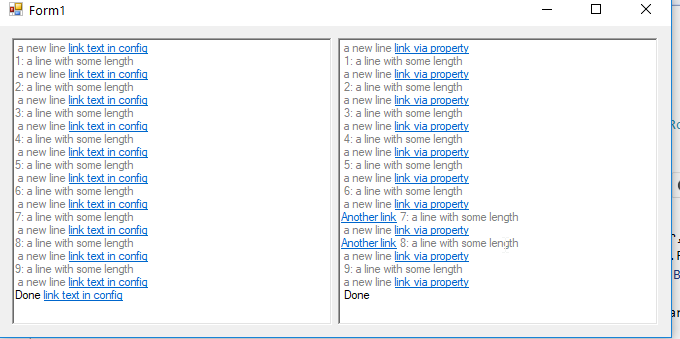 Form1
a new line link text in config
1: a line with some length
a new line link text in config
2: a line with some length
a new line link text in config
3: a line with some length
a new line link text in config
4: a line with some length
a new line link text in config
5: a line with some length
a new line link text in config
6: a line with some length
a new line link text in config
7: a line with some length
a new line link text in config
8: a line with some length
a new line link text in config
9: a line with some length
a new line link text in config
Done link text in config
a new line link via property
1: a line with some length
a new line link via property
2: a line with some length
a new line link via property
3: a line with some length
a new line link via property
4: a line with some length
a new line link via property
5: a line with some length
a new line link via property
6: a line with some length
a new line link via property
Another link 7: a line with some length
a new line link via property
Another link 8: a line with some length
a new line link via property
9: a line with some length
a new line link via property
Done